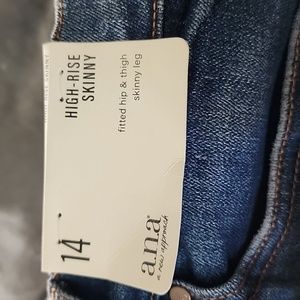 HIGH-RISE
SKINNY
fitted hip & thigh
skinny leg
14
a.n.a
a new approach